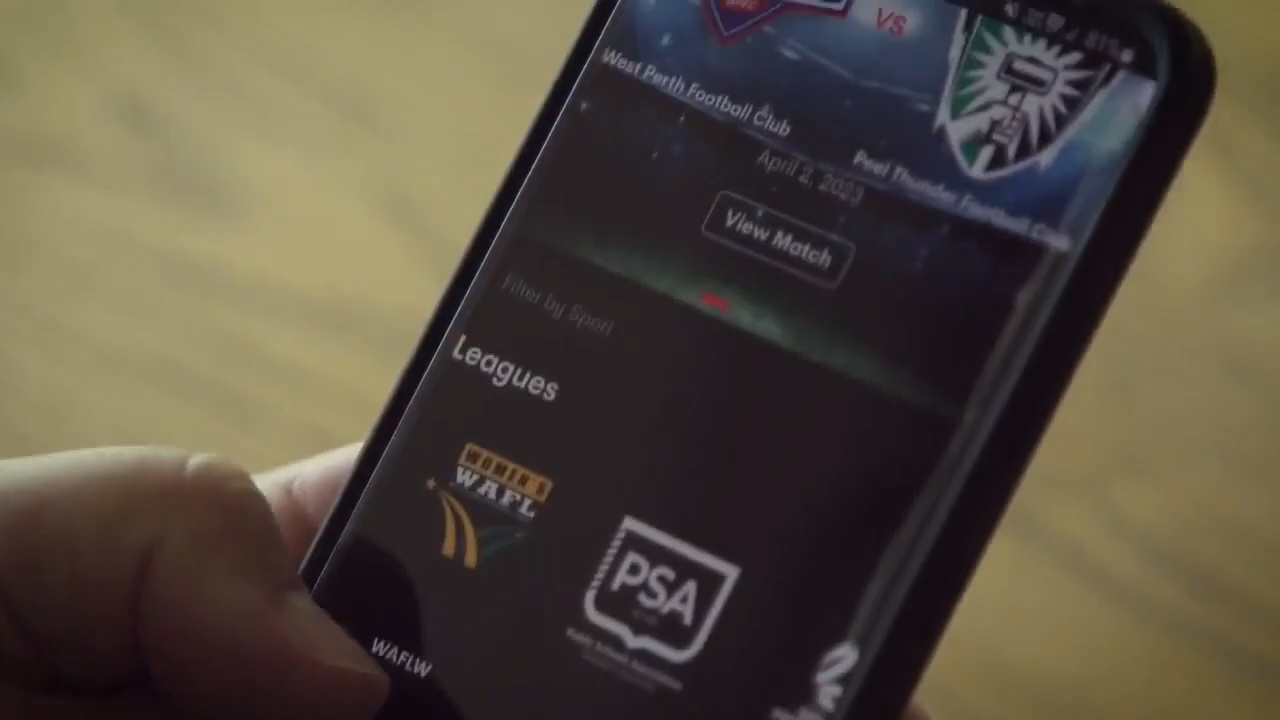 VS
81%
West Perth Football Club
Peel Thunder Football Club
April 2, 2023
View Match
Filter by Sport
Leagues
WOMEN'S
WAFL
PSA
WAFLW